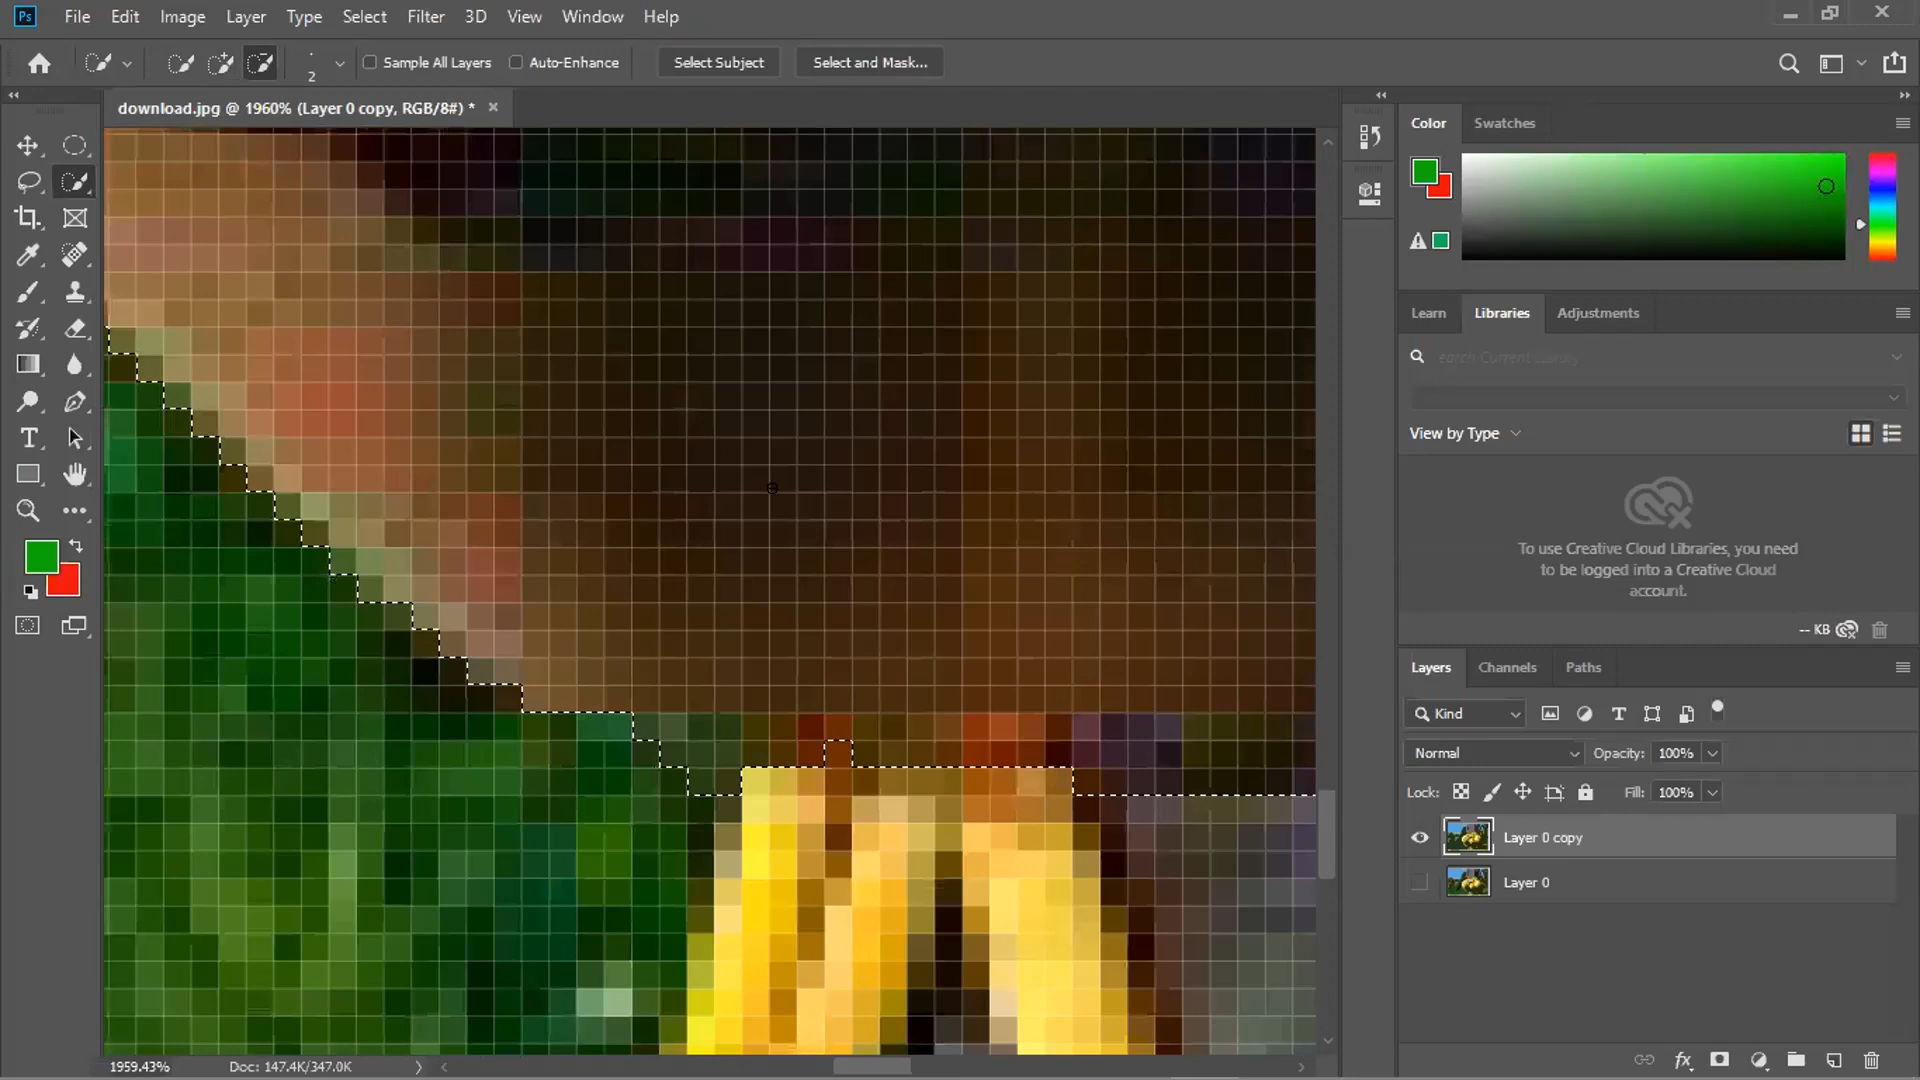 Ps File Edit Image Layer Type Select Filter 3D View Window Help
2 Sample All Layers Auto-Enhance Select Subject Select and Mask...
download.jpg @ 1960% (Layer 0 copy, RGB/8#) * ×
Color Swatches
Learn Libraries Adjustments
earch Current Library
View by Type
To use Creative Cloud Libraries, you need
to be logged into a Creative Cloud
account.
-- KB
Layers Channels Paths
Kind
Normal Opacity: 100%
Lock: Fill: 100%
Layer 0 copy
Layer 0
fx
1959.43% Doc: 147.4K/347.0K